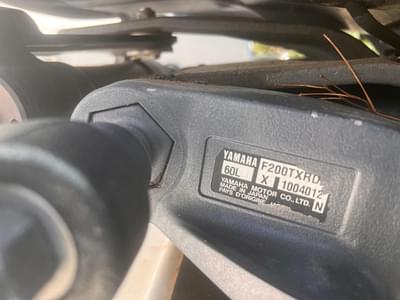 YAMAHA F200TXRD
60L X 1004012
YAMAHA MOTOR CO., LTD. N
MADE IN JAPAN
PAYS D'ORIGINE